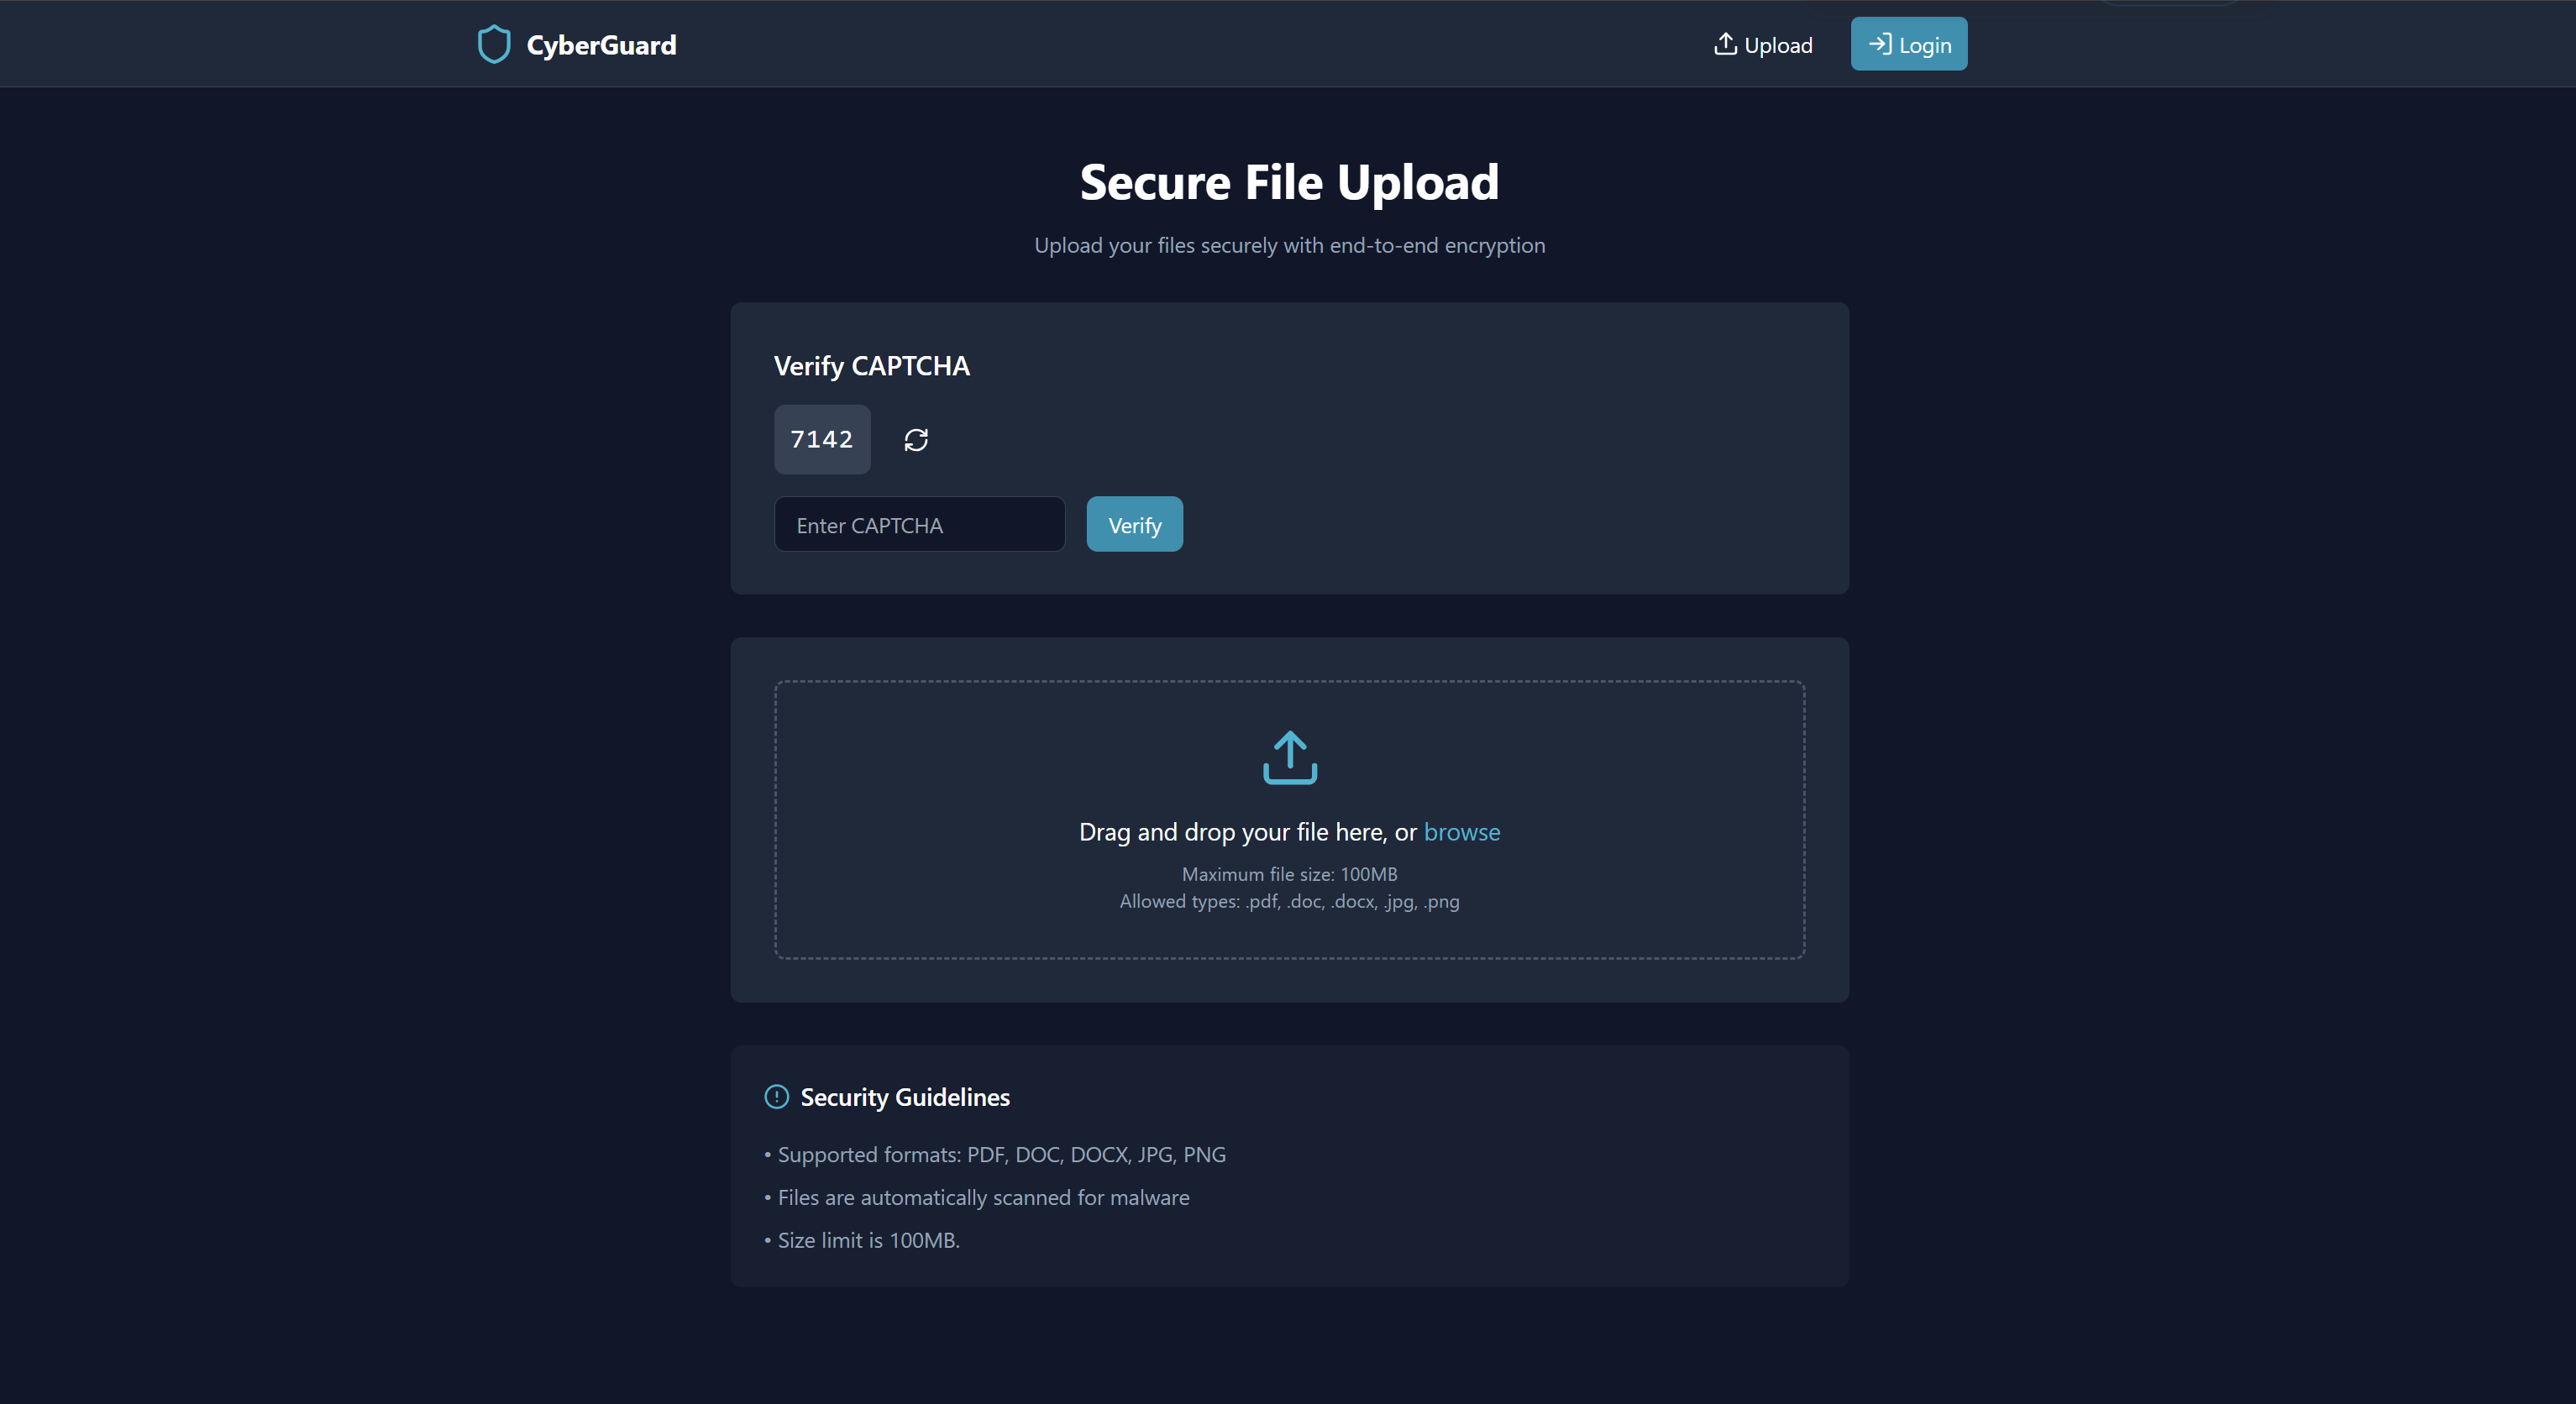 CyberGuard
Upload
Login
Secure File Upload
Upload your files securely with end-to-end encryption
Verify CAPTCHA
7142
Enter CAPTCHA
Verify
Drag and drop your file here, or browse
Maximum file size: 100MB
Allowed types: .pdf, .doc, .docx, .jpg, .png
Security Guidelines
• Supported formats: PDF, DOC, DOCX, JPG, PNG
• Files are automatically scanned for malware
• Size limit is 100MB.